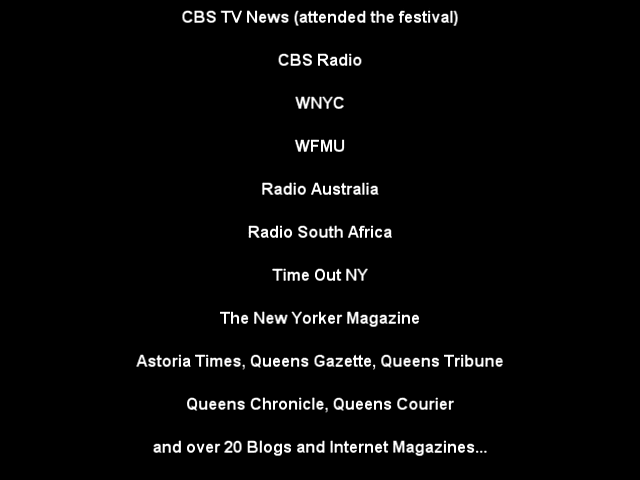 CBS TV News (attended the festival)
CBS Radio
WNYC
WFMU
Radio Australia
Radio South Africa
Time Out NY
The New Yorker Magazine
Astoria Times, Queens Gazette, Queens Tribune
Queens Chronicle, Queens Courier
and over 20 Blogs and Internet Magazines...